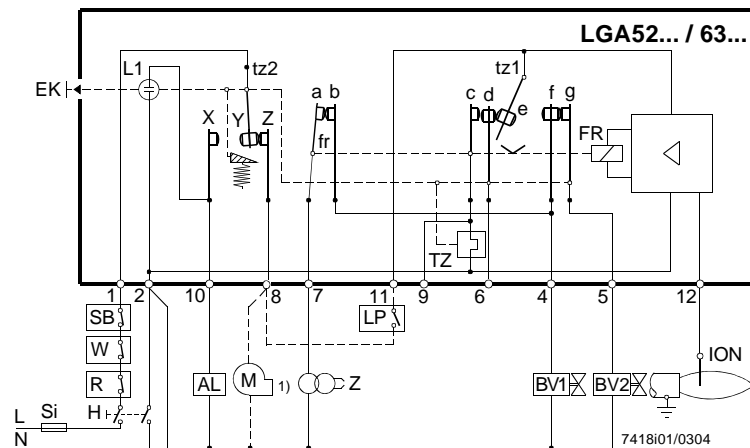 LGA52... / 63...
L1
tz2
tz1
EK
a b
c d e f g
X Y Z
fr
FR
TZ
1 2 10 8 7 11 9 6 4 5 12
SB
LP
W
R
AL
M 1)
Z
BV1
BV2
ION
H
L Si
N
7418i01/0304